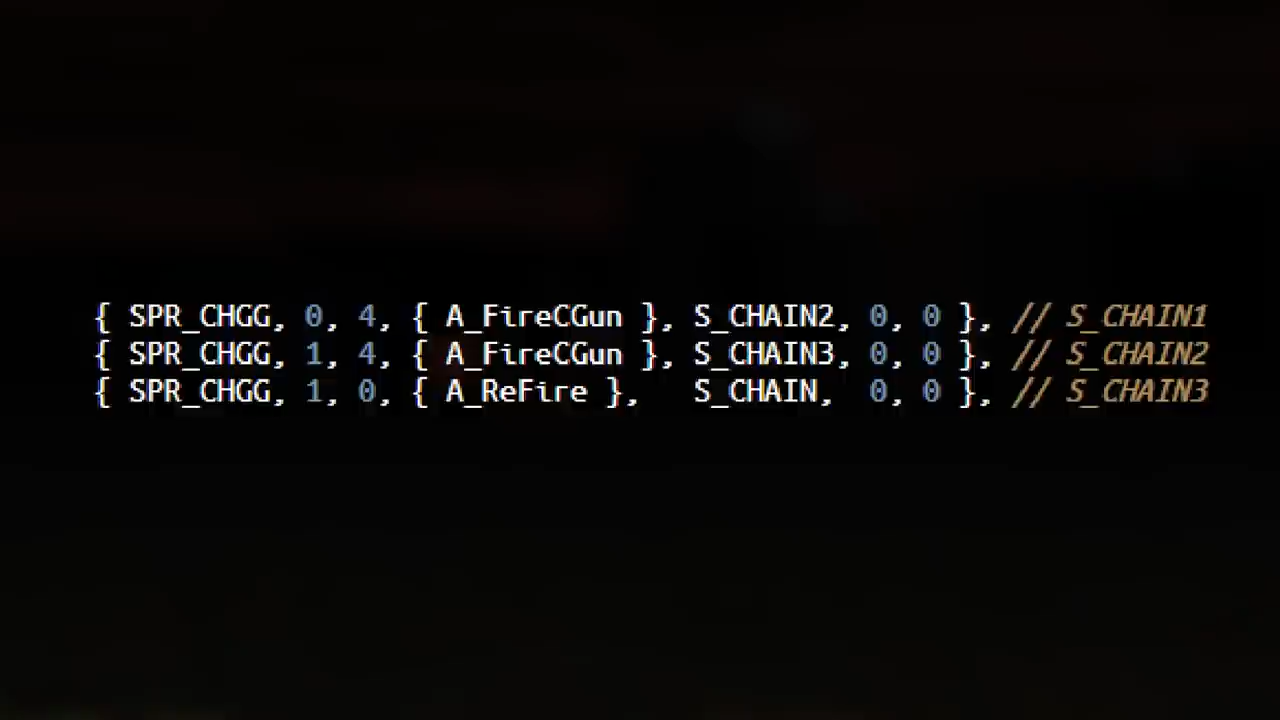 { SPR_CHGG, 0, 4, { A_FireCGun }, S_CHAIN2, 0, 0 }, // S_CHAIN1
{ SPR_CHGG, 1, 4, { A_FireCGun }, S_CHAIN3, 0, 0 }, // S_CHAIN2
{ SPR_CHGG, 1, 0, { A_ReFire },   S_CHAIN,  0, 0 }, // S_CHAIN3